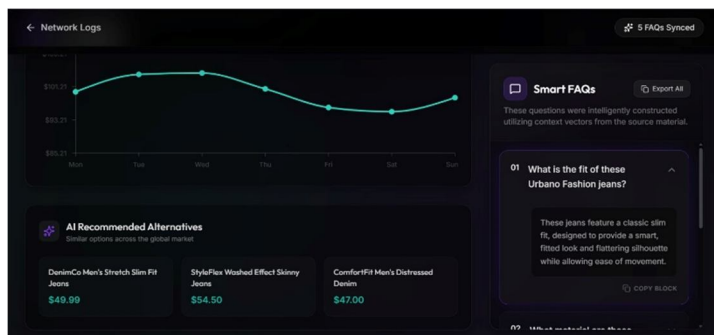 Network Logs
5 FAQs Synced
$101.21
$93.21
$85.21
Mon Tue Wed Thu Fri Sat Sun
AI Recommended Alternatives
Similar options across the global market
DenimCo Men's Stretch Slim Fit
Jeans
$49.99
StyleFlex Washed Effect Skinny
Jeans
$54.50
ComfortFit Men's Distressed
Denim
$47.00
Smart FAQs
Export All
These questions were intelligently constructed
utilizing context vectors from the source material.
01 What is the fit of these
Urbano Fashion jeans?
These jeans feature a classic slim
fit, designed to provide a smart,
fitted look and flattering silhouette
while allowing ease of movement.
COPY BLOCK
02 What material are these